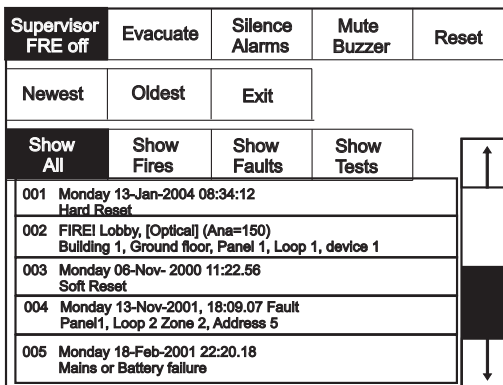 Supervisor Evacuate Silence Mute Reset
FRE off Alarms Buzzer
Newest Oldest Exit
Show Show Show Show
All Fires Faults Tests
001 Monday 13-Jan-2004 08:34:12
Hard Reset
002 FIRE! Lobby, [Optical] (Ana=150)
Building 1, Ground floor, Panel 1, Loop 1, device 1
003 Monday 06-Nov- 2000 11:22.56
Soft Reset
004 Monday 13-Nov-2001, 18:09.07 Fault
Panel1, Loop 2 Zone 2, Address 5
005 Monday 18-Feb-2001 22:20.18
Mains or Battery failure